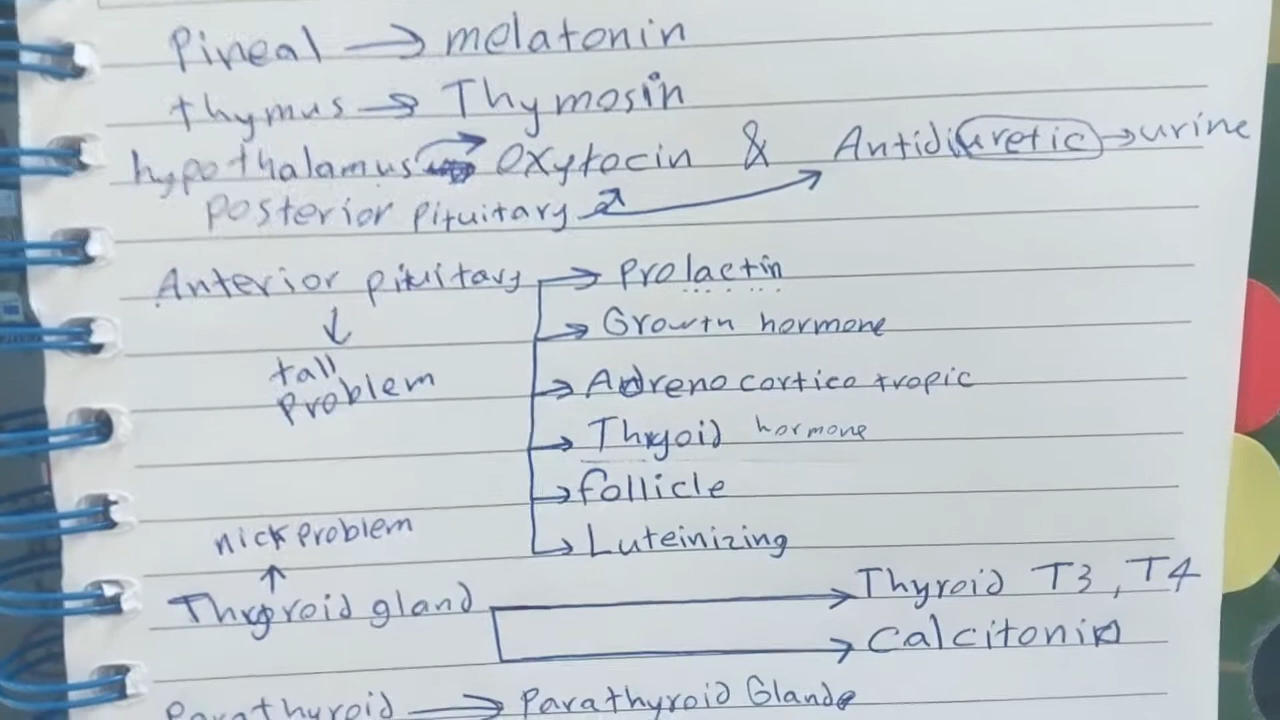 Pineal → melatonin
thymus → Thymosin
hypothalamus → Oxytocin & Antidiuretic → urine
Posterior pituitary
Anterior pituitary → Prolactin
↓ → Growth hormone
tall → Adreno cortico tropic
problem
→ Thyroid hormone
→ follicle
nick problem → Luteinizing
↑ → Thyroid T3, T4
Thyroid gland
→ Calcitonin
Parathyroid → Parathyroid Gland